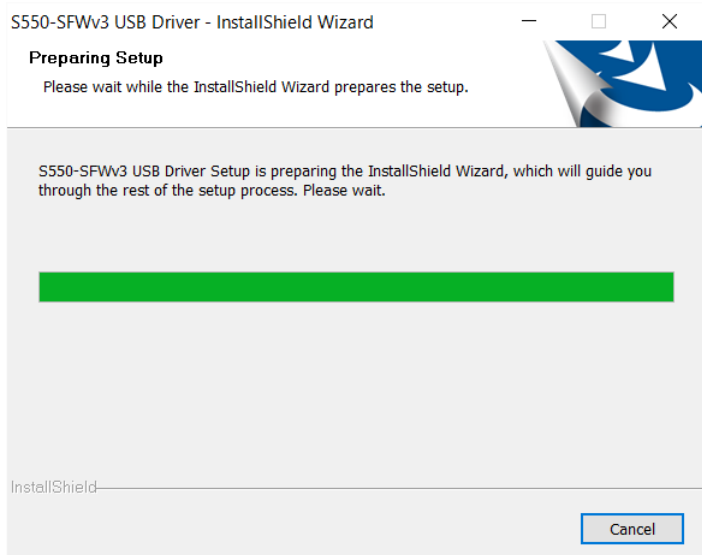 S550-SFWv3 USB Driver - InstallShield Wizard
Preparing Setup
Please wait while the InstallShield Wizard prepares the setup.
S550-SFWv3 USB Driver Setup is preparing the InstallShield Wizard, which will guide you
through the rest of the setup process. Please wait.
InstallShield
Cancel